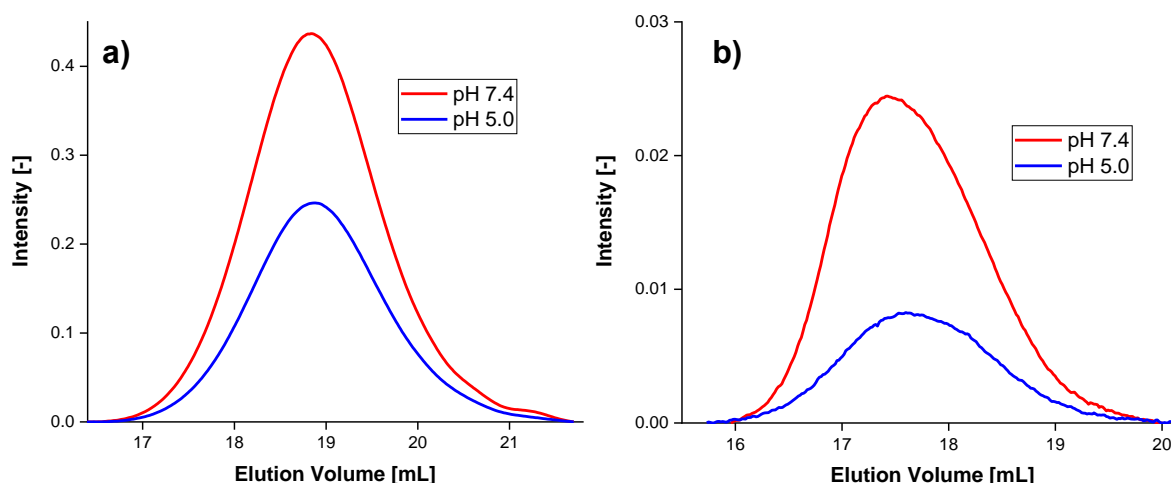 a)
pH 7.4
pH 5.0
Intensity [-]
0.4
0.3
0.2
0.1
0.0
17 18 19 20 21
Elution Volume [mL]
b)
pH 7.4
pH 5.0
Intensity [-]
0.03
0.02
0.01
0.00
16 17 18 19 20
Elution Volume [mL]